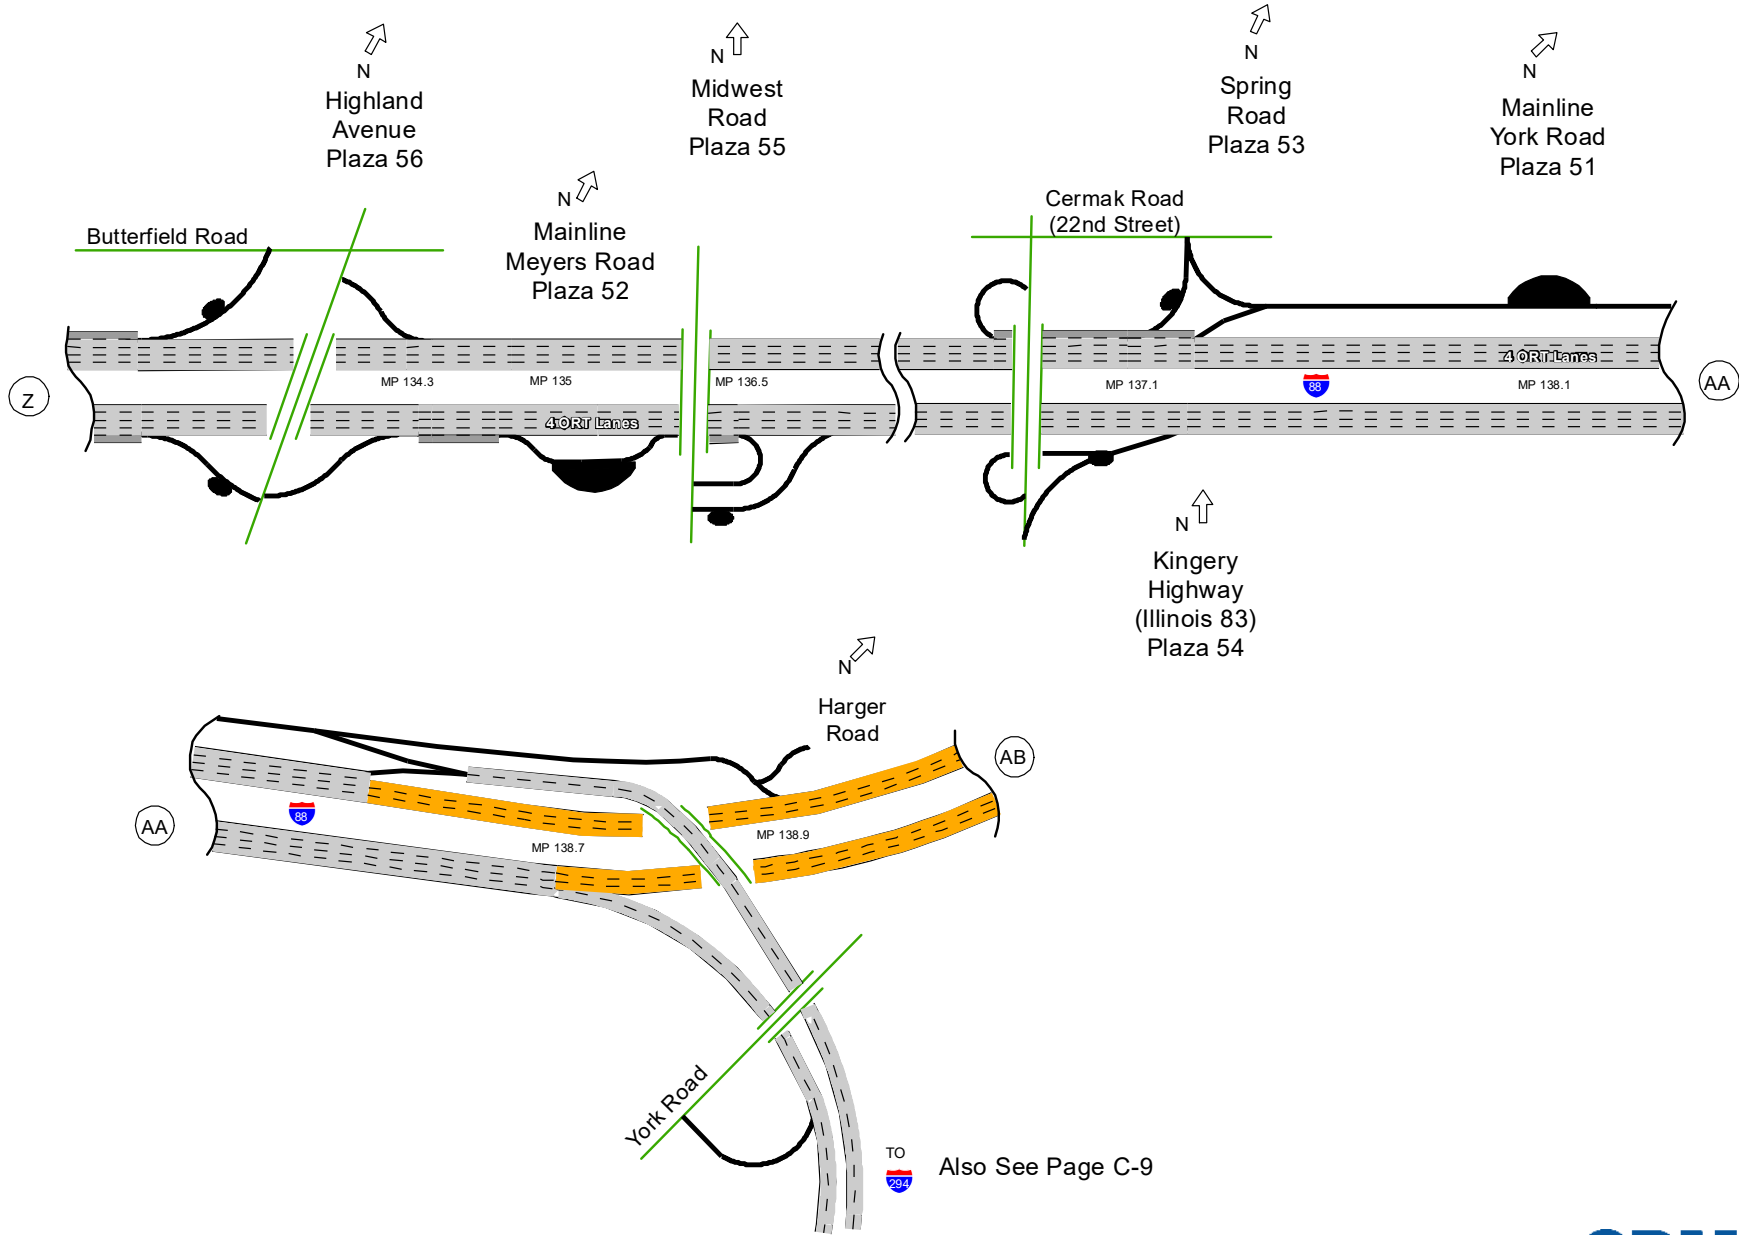 N
Highland
Avenue
Plaza 56
N
Midwest
Road
Plaza 55
N
Spring
Road
Plaza 53
N
Mainline
York Road
Plaza 51
N
Mainline
Meyers Road
Plaza 52
Butterfield Road
Cermak Road
(22nd Street)
Z
MP 134.3
MP 135
MP 136.5
MP 137.1
88
4 ORT Lanes
MP 138.1
AA
4 ORT Lanes
N
Kingery
Highway
(Illinois 83)
Plaza 54
N
Harger
Road
AB
AA
88
MP 138.7
MP 138.9
York Road
TO
294
Also See Page C-9